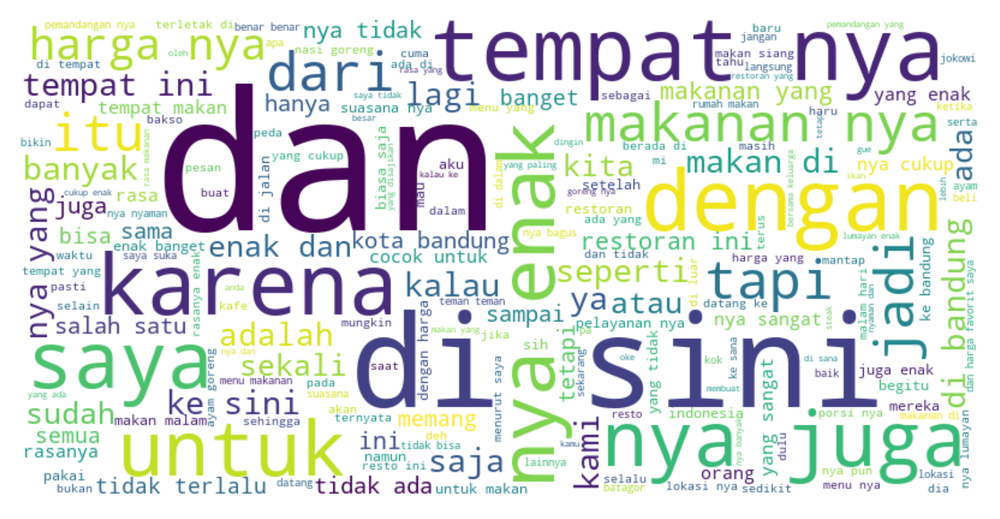 pemandangan nya
terletak di
benar benar
nya tidak
tempat nya
baru
jangan
pemandangan yang
harga nya
apa
oleh
nasi goreng
cuma
makan siang
tahu
jokowi
di tempat
dari
ada di
rasa yang
langsung
restoran yang
tempat ini
lagi
saya tidak
banget
sebagai
makanan yang
yang enak
dapat
tempat makan
hanya
suasana nya
menu yang
rumah makan
haru
ketika
bakso
besar
itu
dan
makanan nya
tetap
serta
bikin
peda
dingin
berada di
masih
gue
ada
rasa makanan
banyak
pesan
yang cukup
di jalan
biasa saja
yang disajikan
aku
kalau ke
mau
di dalam
yang paling
nya enak
kita
mi
makan di
nya cukup
ikan
ayam
beli
lebih
cukup enak
rasa
buat
dalam
goreng nya
setelah
dengan
bersama keluarga
nya yang
juga
nya nyaman
restoran
ada yang
terus
bisa
sama
nya bagus
lumayan enak
enak banget
enak dan
kota bandung
restoran ini
waktu
saya suka
cocok untuk
dan tidak
harga yang
mantap
jadi
ke bandung
di bandung
dan harga favorit saya
tempat yang
rasanya enak
karena
seperti
di luar
tapi
pasti
anda
kalau
selain
kafe
teman teman
ya
atau
datang ke
malam hari
nyaman dan
salah satu
mungkin
sampai
pelayanan nya
nya sangat
steak
adalah
dengan harga
makan yang
jika
di
sini
saya
nya dan
sih
tetapi
pa
sekarang
oke
yang tidak
kok
ke sana
di sana
sekali
ayam goreng
saat
baik
juga enak
menu makanan
pada
menurut saya
membuat
yang sangat
begitu
yang ada
suasana
ke sini
akan
sudah
makan malam
sehingga
ternyata
memang
resto
indonesia
porsi nya
mereka
makanan di
nya lumayan
semua
untuk
deh
ini
tidak bisa
kamu
kami
nya juga
nya banyak
dulu
rasanya
namun
resto ini
saja
lainnya
orang
nya pun
lokasi
pakai
bukan
tidak terlalu
datang
tidak ada
untuk makan
selalu
batagor
lokasi nya
sedikit
menu nya
dia